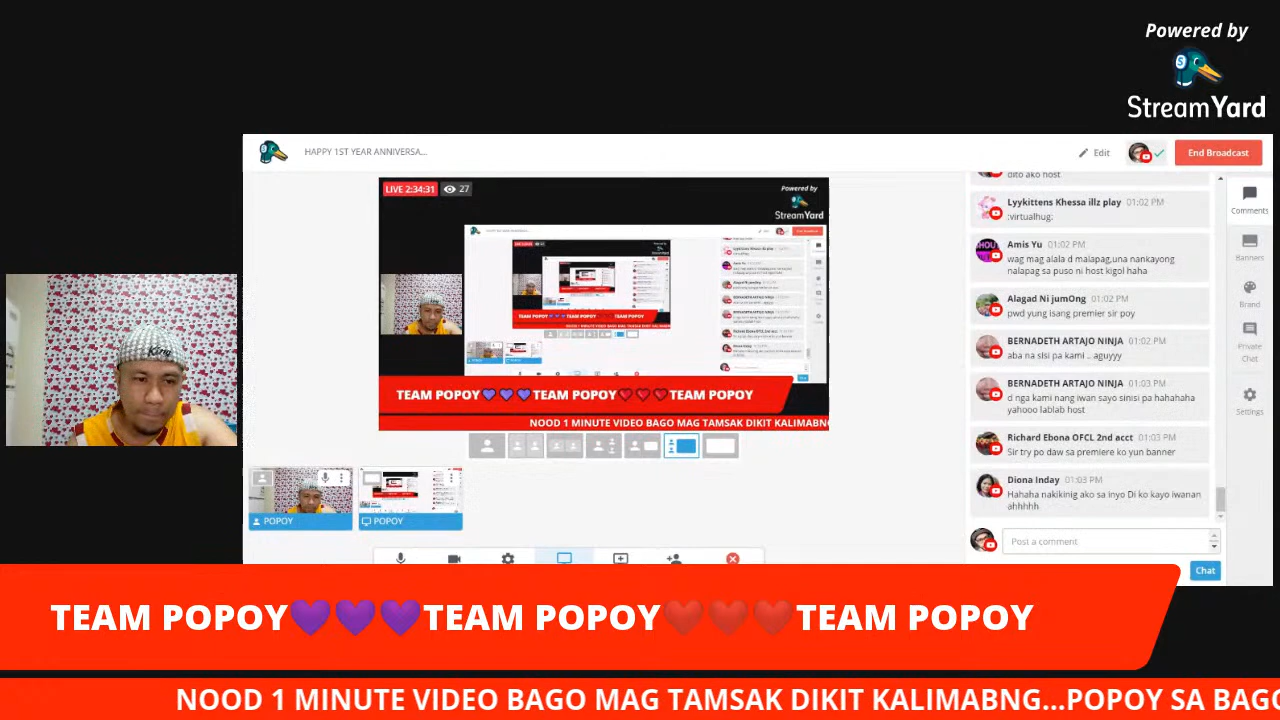 Powered by
StreamYard
HAPPY 1ST YEAR ANNIVERSA...
Edit
End Broadcast
LIVE 2:34:31
27
Powered by
StreamYard
TEAM POPOY💜💜💜TEAM POPOY❤️❤️❤️TEAM POPOY
NOOD 1 MINUTE VIDEO BAGO MAG TAMSAK DIKIT KALIMABNG
POPOY
POPOY
dito ako host
Lyykittens Khessa illz play 01:02 PM
:virtualhug:
Amis Yu 01:02 PM
wag mag alala d malapag,una nankayong
nalapag sa puso ni host kigol haha
Alagad Ni jumOng 01:02 PM
pwd yung isang premier sir poy
BERNADETH ARTAJO NINJA 01:02 PM
aba na sisi pa kami .. aguyyy
BERNADETH ARTAJO NINJA 01:03 PM
d nga kami nang iwan sayo sinisi pa hahahaha
yahooo lablab host
Richard Ebona OFCL 2nd acct 01:03 PM
Sir try po daw sa premiere ko yun banner
Diona Inday 01:03 PM
Hahaha nakikinig ako sa inyo Di ko kayo iwanan
ahhhhh
Post a comment
Chat
Comments
Banners
Brand
Private
Chat
Settings
TEAM POPOY💜💜💜TEAM POPOY❤️❤️❤️TEAM POPOY
NOOD 1 MINUTE VIDEO BAGO MAG TAMSAK DIKIT KALIMABNG...POPOY SA BAGO